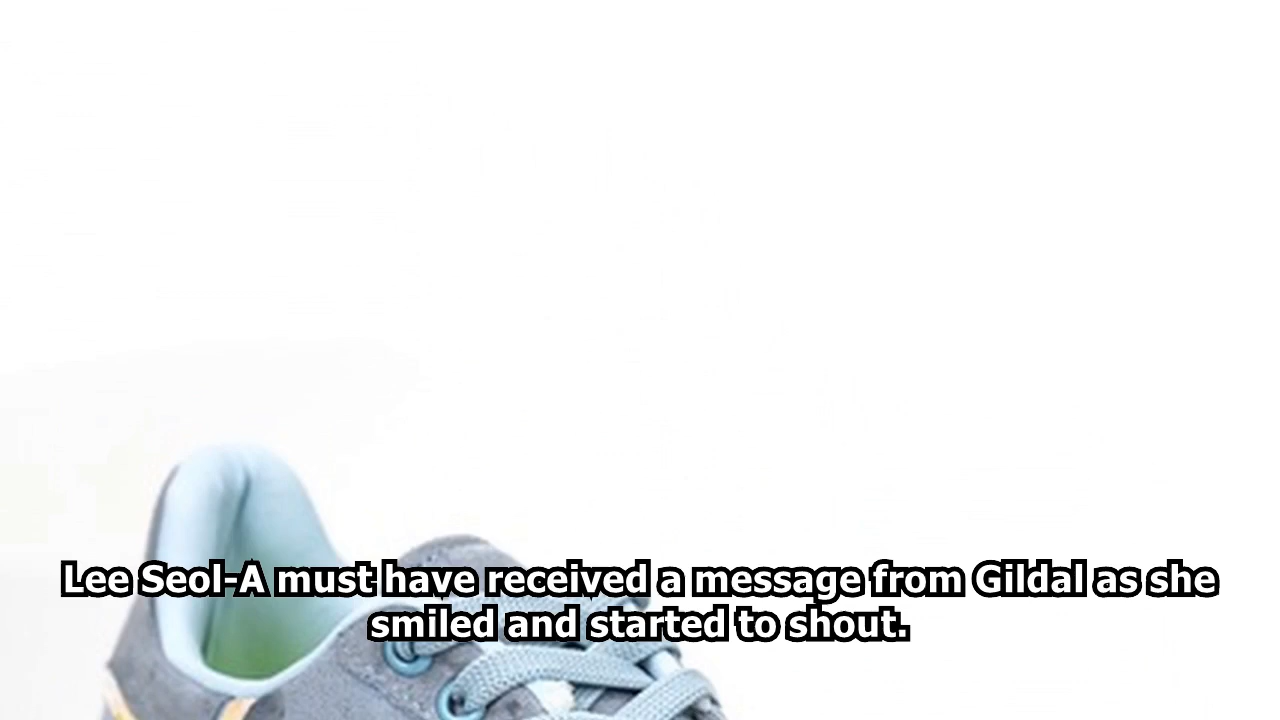 Lee Seol-A must have received a message from Gildal as she
smiled and started to shout.